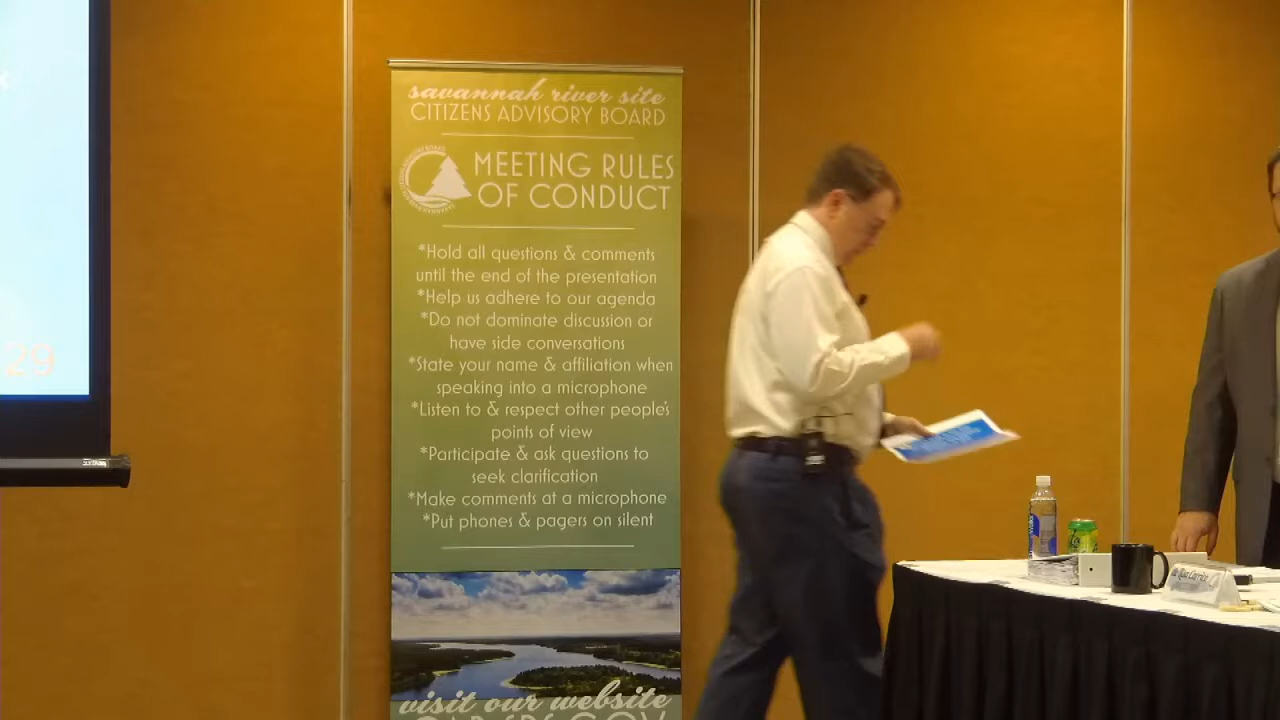 savannah river site
CITIZENS ADVISORY BOARD
MEETING RULES
OF CONDUCT
*Hold all questions & comments
until the end of the presentation
*Help us adhere to our agenda
*Do not dominate discussion or
have side conversations
*State your name & affiliation when
speaking into a microphone
*Listen to & respect other people's
points of view
*Participate & ask questions to
seek clarification
*Make comments at a microphone
*Put phones & pagers on silent
visit our website
29